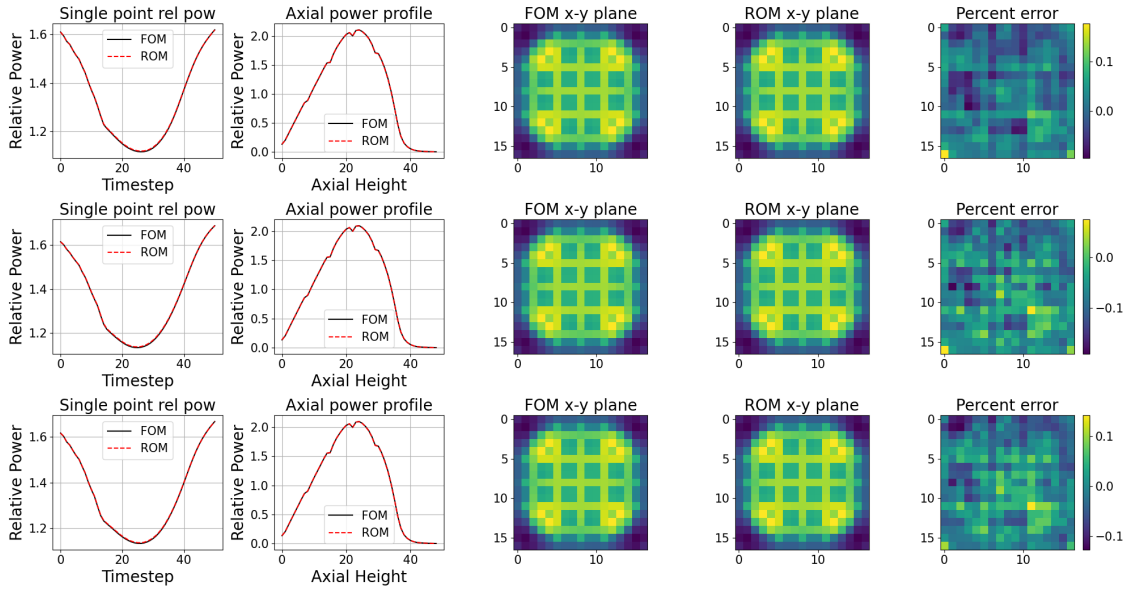 Single point rel pow
Axial power profile
FOM x-y plane
ROM x-y plane
Percent error
Relative Power
1.6
1.4
1.2
FOM
ROM
0
20
40
Timestep
Relative Power
2.0
1.5
1.0
0.5
0.0
FOM
ROM
0
20
40
Axial Height
0
5
10
15
10
0
5
10
15
10
0
5
10
15
0
10
0.1
0.0
Single point rel pow
Axial power profile
FOM x-y plane
ROM x-y plane
Percent error
Relative Power
1.6
1.4
1.2
FOM
ROM
0
20
40
Timestep
Relative Power
2.0
1.5
1.0
0.5
0.0
FOM
ROM
0
20
40
Axial Height
0
5
10
15
10
0
5
10
15
10
0
5
10
15
0
10
0.0
−0.1
Single point rel pow
Axial power profile
FOM x-y plane
ROM x-y plane
Percent error
Relative Power
1.6
1.4
1.2
FOM
ROM
0
20
40
Timestep
Relative Power
2.0
1.5
1.0
0.5
0.0
FOM
ROM
0
20
40
Axial Height
0
5
10
15
10
0
5
10
15
10
0
5
10
15
0
10
0.1
0.0
−0.1